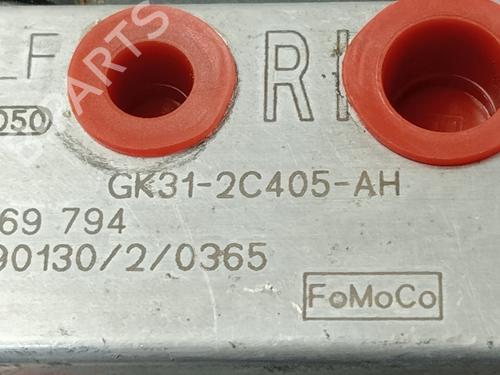 LF RI
050
GK31-2C405-AH
69 794
90130/2/0365
FoMoCo